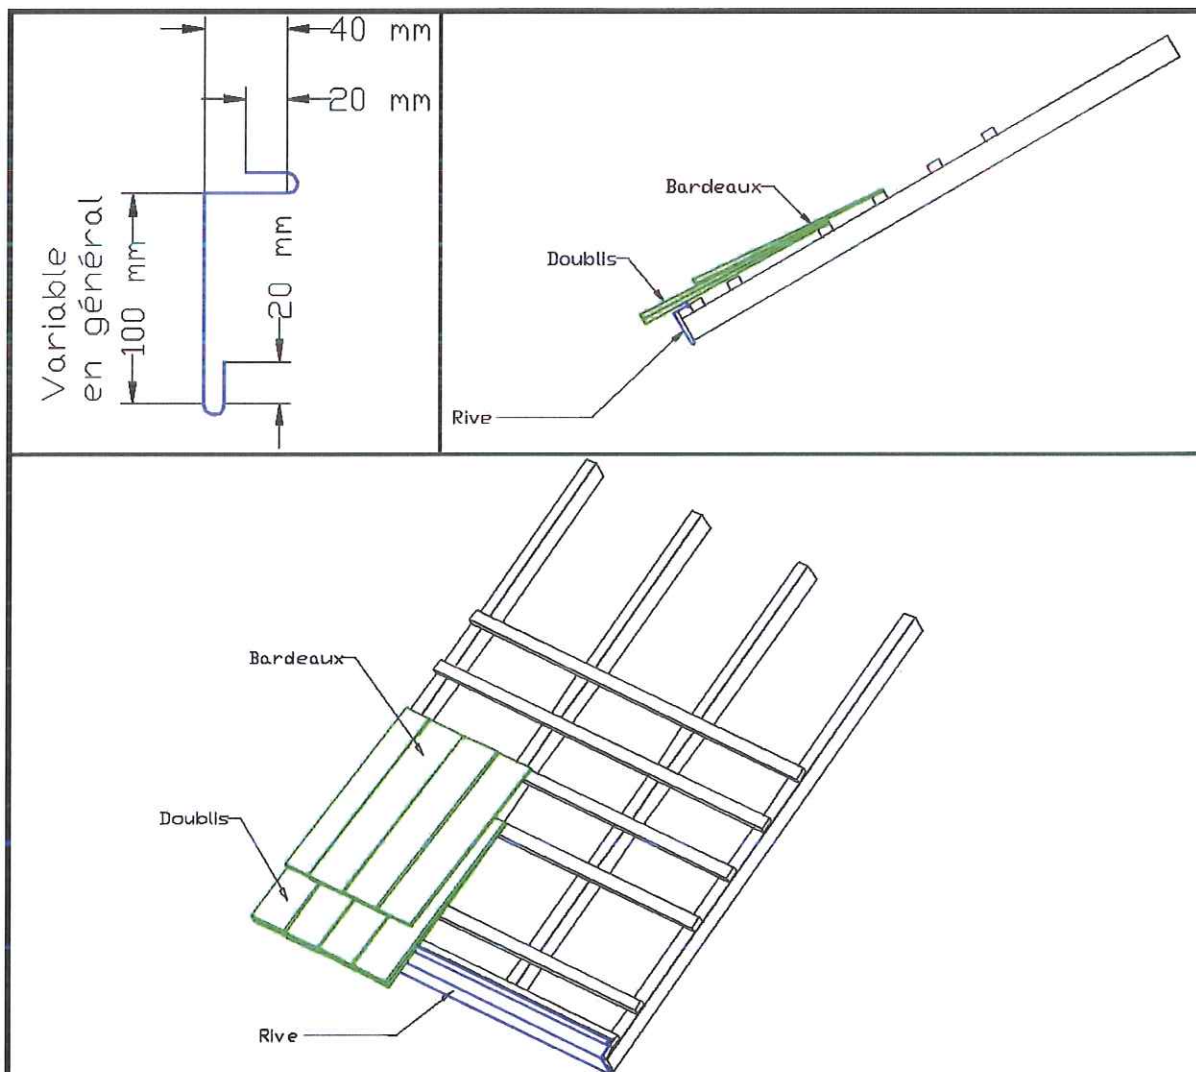 40 mm
20 mm
Variable
en général
100 mm
20 mm
Bardeaux
Doublis
Rive
Bardeaux
Doublis
Rive